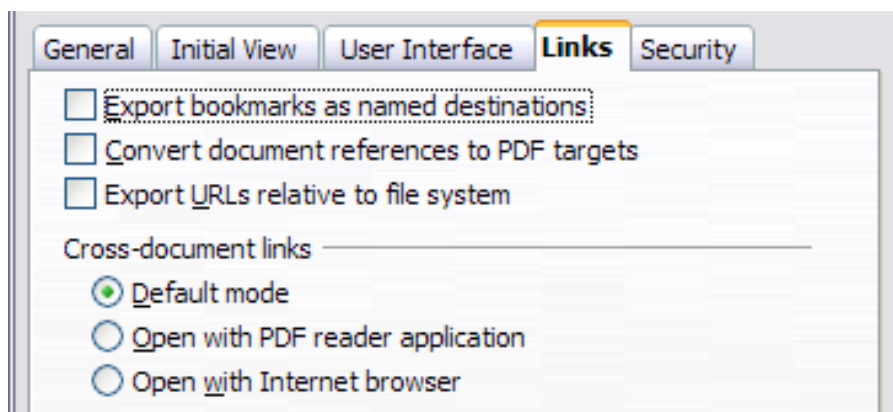 General Initial View User Interface Links Security
Export bookmarks as named destinations
Convert document references to PDF targets
Export URLs relative to file system
Cross-document links
Default mode
Open with PDF reader application
Open with Internet browser